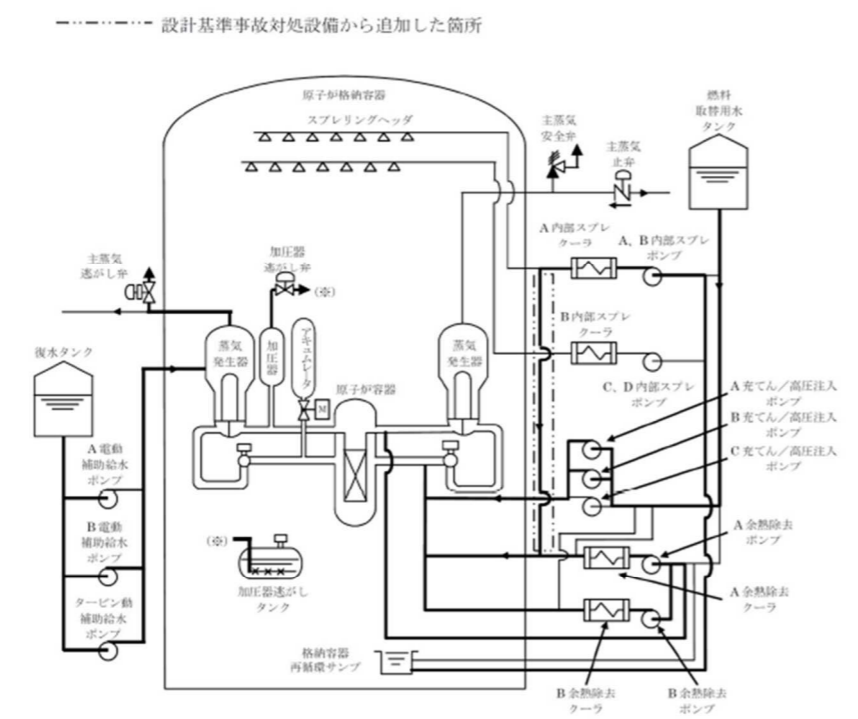 設計基準事故対処設備から追加した箇所
原子炉格納容器
スプレリングヘッダ
主蒸気
安全弁
主蒸気
止弁
燃料
取替用水
タンク
A内部スプレ
クーラ
A、B内部スプレ
ポンプ
主蒸気
逃がし弁
加圧器
逃がし弁
(※)
B内部スプレ
クーラ
C、D内部スプレ
ポンプ
復水タンク
蒸気
発生器
加圧器
アキュムレータ
M
原子炉容器
蒸気
発生器
A充てん/高圧注入
ポンプ
B充てん/高圧注入
ポンプ
C充てん/高圧注入
ポンプ
A電動
補助給水
ポンプ
B電動
補助給水
ポンプ
タービン動
補助給水
ポンプ
(※)
加圧器逃がし
タンク
A余熱除去
ポンプ
A余熱除去
クーラ
格納容器
再循環サンプ
B余熱除去
クーラ
B余熱除去
ポンプ